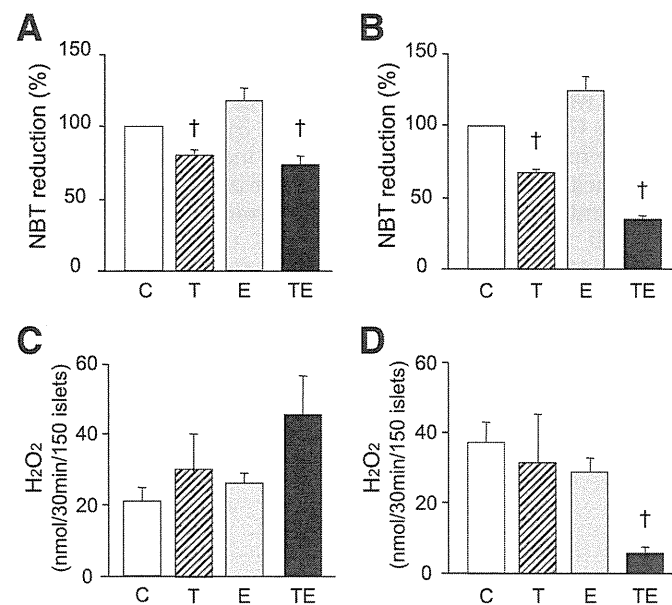 A
NBT reduction (%)
150
100
50
0
†
†
C T E TE
B
NBT reduction (%)
150
100
50
0
†
†
C T E TE
C
H₂O₂
(nmol/30min/150 islets)
60
40
20
0
C T E TE
D
H₂O₂
(nmol/30min/150 islets)
60
40
20
0
†
C T E TE